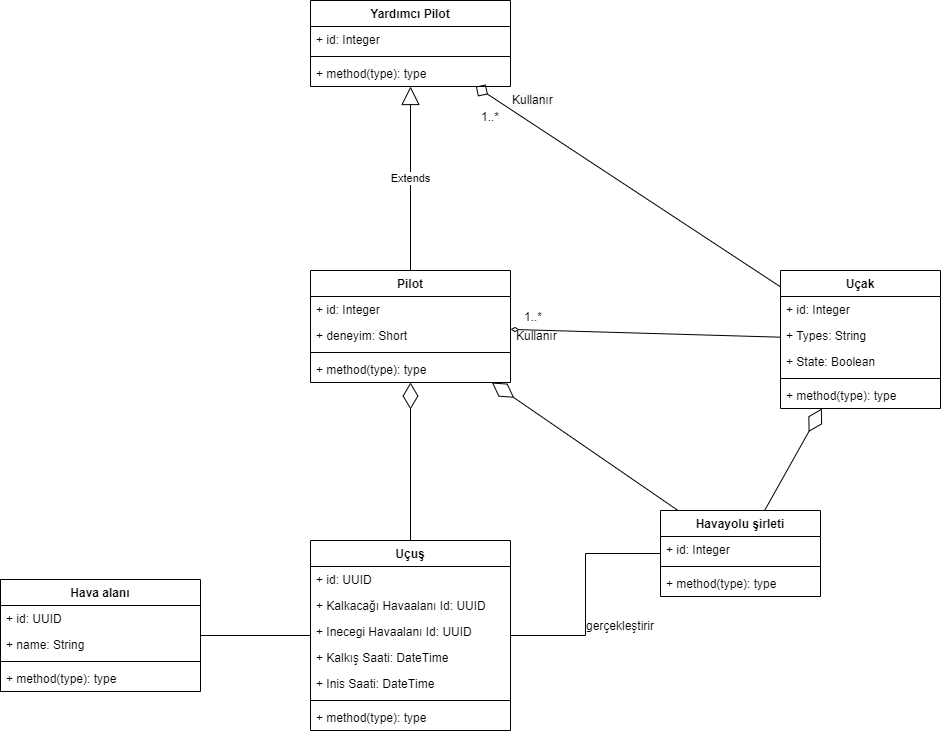 Yardımcı Pilot
+ id: Integer
+ method(type): type
Kullanır
1..*
Extends
Pilot
+ id: Integer
+ deneyim: Short
+ method(type): type
1..*
Kullanır
Uçak
+ id: Integer
+ Types: String
+ State: Boolean
+ method(type): type
Havayolu şirleti
+ id: Integer
+ method(type): type
gerçekleştirir
Uçuş
+ id: UUID
+ Kalkacağı Havaalanı Id: UUID
+ Inecegi Havaalanı Id: UUID
+ Kalkış Saati: DateTime
+ Inis Saati: DateTime
+ method(type): type
Hava alanı
+ id: UUID
+ name: String
+ method(type): type